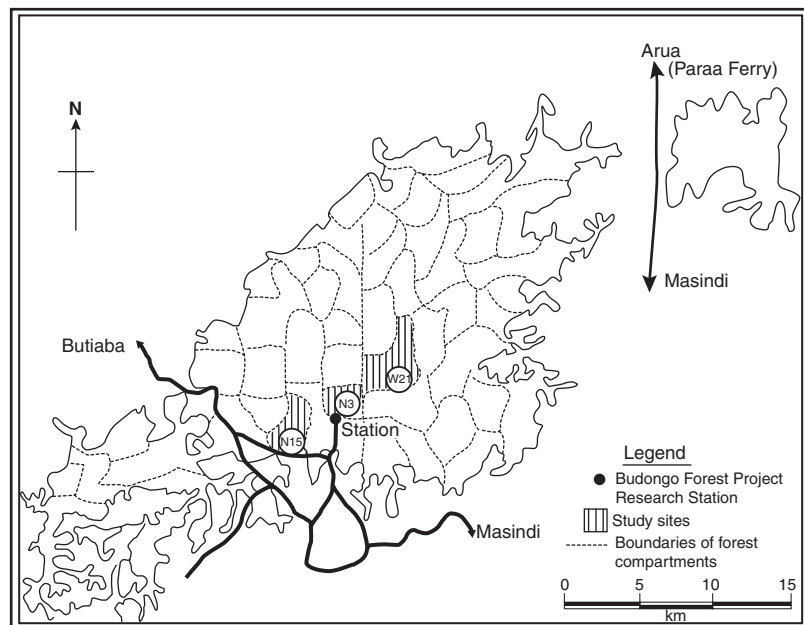 Arua
(Paraa Ferry)
N
Masindi
Butiaba
W21
N3
Station
N15
Masindi
Legend
Budongo Forest Project
Research Station
Study sites
Boundaries of forest
compartments
0 5 10 15
km